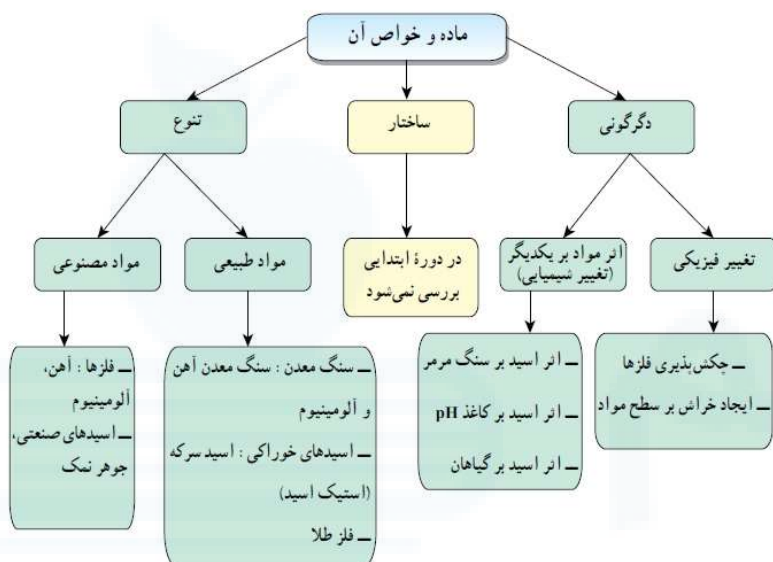 ماده و خواص آن
دگرگونی
ساختار
تنوع
تغییر فیزیکی
اثر مواد بر یکدیگر
(تغییر شیمیایی)
در دورهٔ ابتدایی
بررسی نمی‌شود
مواد طبیعی
مواد مصنوعی
ــ چکش‌پذیری فلزها
ــ ایجاد خراش بر سطح مواد
ــ اثر اسید بر سنگ مرمر
ــ اثر اسید بر کاغذ pH
ــ اثر اسید بر گیاهان
ــ سنگ معدن : سنگ معدن آهن
و آلومینیوم
ــ اسیدهای خوراکی : اسید سرکه
(استیک اسید)
ــ فلز طلا
ــ فلزها : آهن،
آلومینیوم
ــ اسیدهای صنعتی،
جوهر نمک